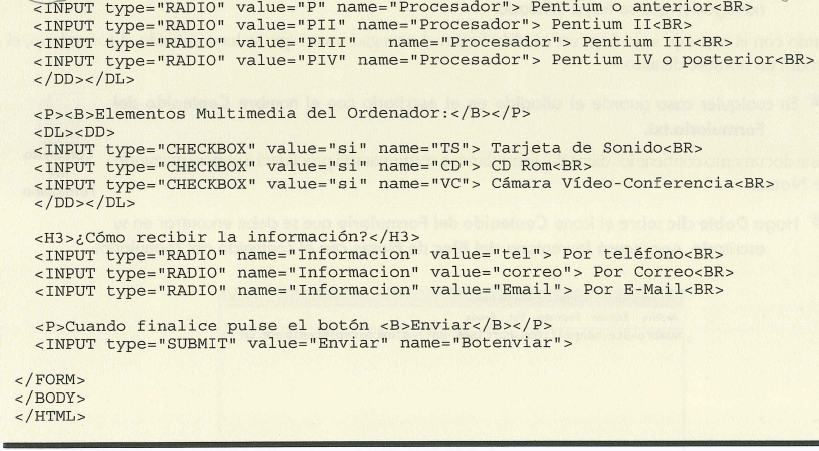 <INPUT type="RADIO" value="P" name="Procesador"> Pentium o anterior<BR>
<INPUT type="RADIO" value="PII" name="Procesador"> Pentium II<BR>
<INPUT type="RADIO" value="PIII" name="Procesador"> Pentium III<BR>
<INPUT type="RADIO" value="PIV" name="Procesador"> Pentium IV o posterior<BR>
</DD></DL>
<P><B>Elementos Multimedia del Ordenador:</B></P>
<DL><DD>
<INPUT type="CHECKBOX" value="si" name="TS"> Tarjeta de Sonido<BR>
<INPUT type="CHECKBOX" value="si" name="CD"> CD Rom<BR>
<INPUT type="CHECKBOX" value="si" name="VC"> Cámara Vídeo-Conferencia<BR>
</DD></DL>
<H3>¿Cómo recibir la información?</H3>
<INPUT type="RADIO" name="Informacion" value="tel"> Por teléfono<BR>
<INPUT type="RADIO" name="Informacion" value="correo"> Por Correo<BR>
<INPUT type="RADIO" name="Informacion" value="Email"> Por E-Mail<BR>
<P>Cuando finalice pulse el botón <B>Enviar</B></P>
<INPUT type="SUBMIT" value="Enviar" name="Botenviar">
</FORM>
</BODY>
</HTML>